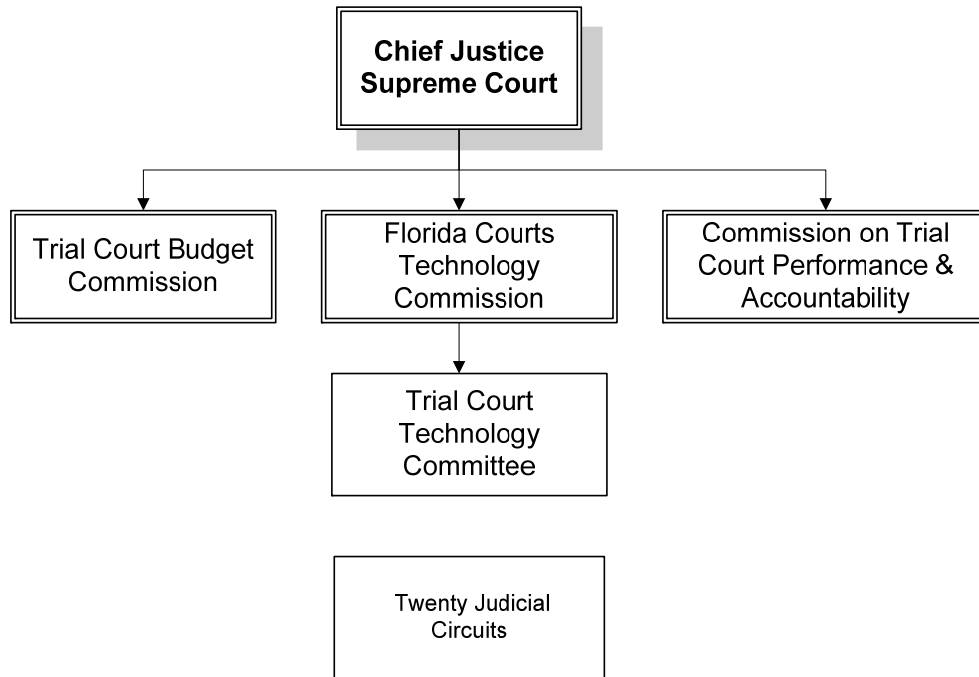 Chief Justice
Supreme Court
Trial Court Budget
Commission
Florida Courts
Technology
Commission
Commission on Trial
Court Performance &
Accountability
Trial Court
Technology
Committee
Twenty Judicial
Circuits